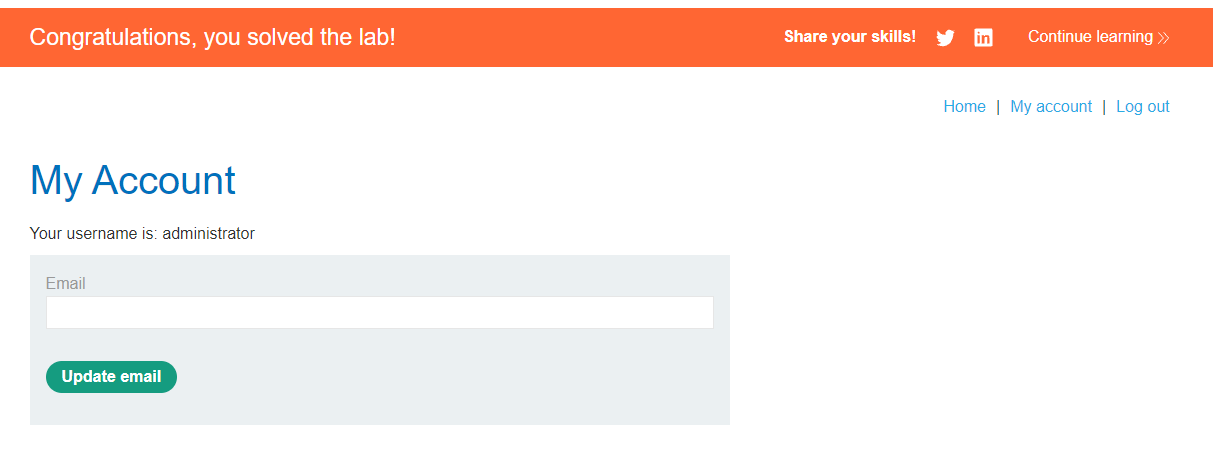 Congratulations, you solved the lab!
Share your skills!
Continue learning
Home | My account | Log out
My Account
Your username is: administrator
Email
Update email